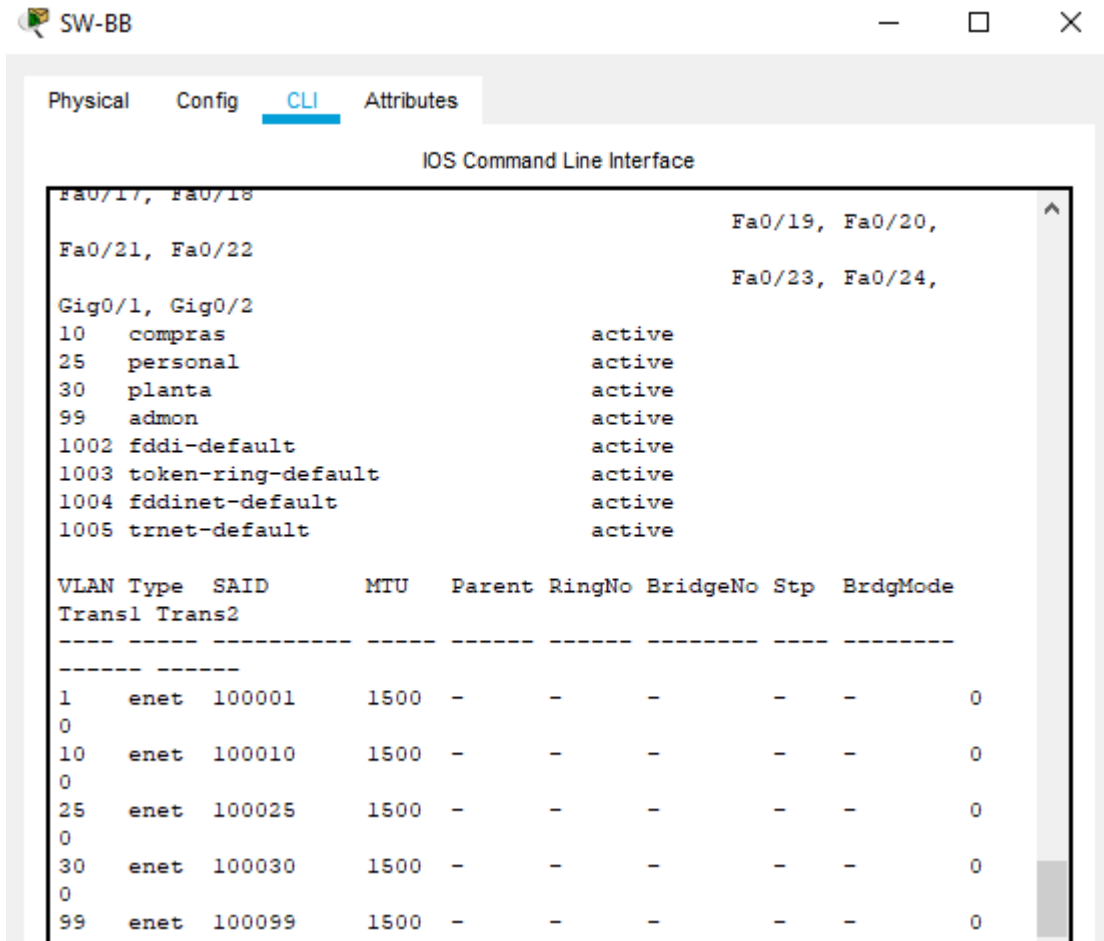 SW-BB
Physical Config CLI Attributes
IOS Command Line Interface
Fa0/17, Fa0/18
Fa0/19, Fa0/20,
Fa0/21, Fa0/22
Fa0/23, Fa0/24,
Gig0/1, Gig0/2
10 compras active
25 personal active
30 planta active
99 admon active
1002 fddi-default active
1003 token-ring-default active
1004 fddinet-default active
1005 trnet-default active
VLAN Type SAID MTU Parent RingNo BridgeNo Stp BrdgMode
Trans1 Trans2
---- ----- ---------- ----- ------ ------ -------- ---- --------
------ ------
1 enet 100001 1500 - - - - - 0
0
10 enet 100010 1500 - - - - - 0
0
25 enet 100025 1500 - - - - - 0
0
30 enet 100030 1500 - - - - - 0
0
99 enet 100099 1500 - - - - - 0